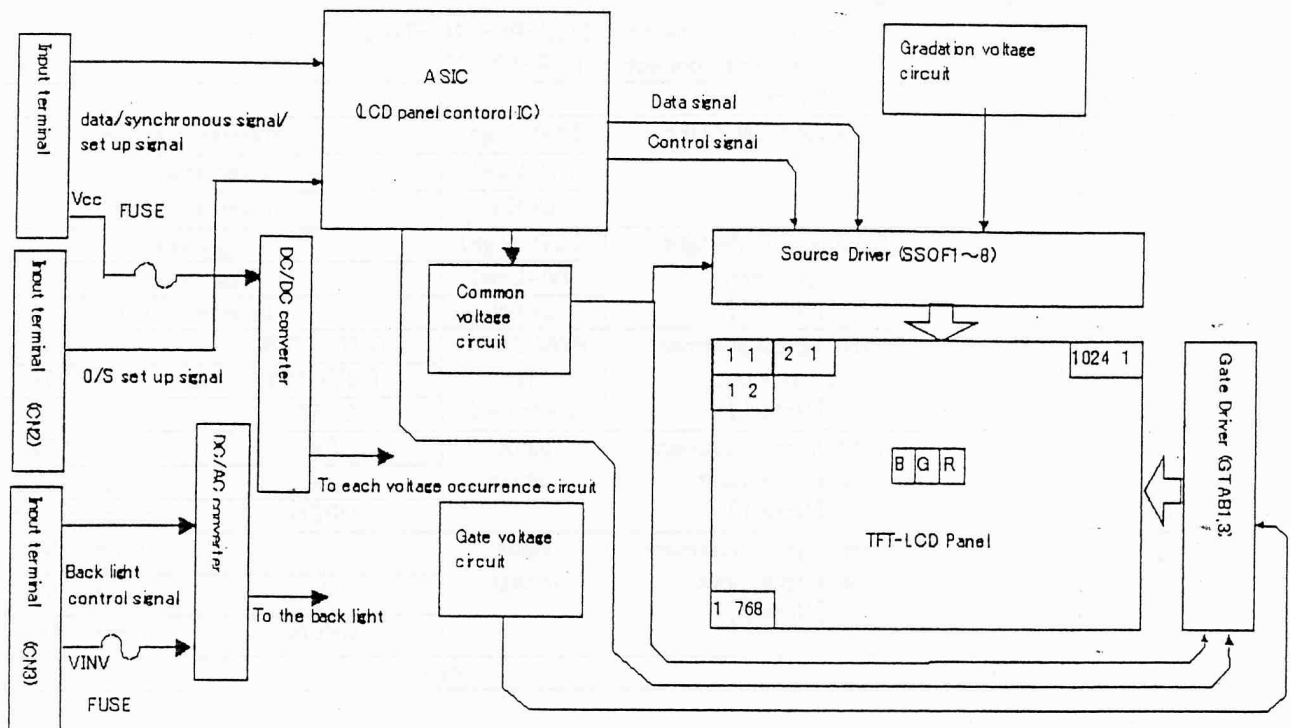 Input terminal
data/synchronous signal/
set up signal
Vcc
FUSE
Input terminal (CN2)
O/S set up signal
Input terminal (CN3)
Back light
control signal
VINV
FUSE
DC/DC converter
DC/AC converter
To each voltage occurrence circuit
To the back light
ASIC
(LCD panel contorol IC)
Data signal
Control signal
Gradation voltage
circuit
Common
voltage
circuit
Source Driver (SSOF1～8)
1 1
2 1
1024 1
1 2
B G R
TFT-LCD Panel
1 768
Gate voltage
circuit
Gate Driver (GTAB1,3)